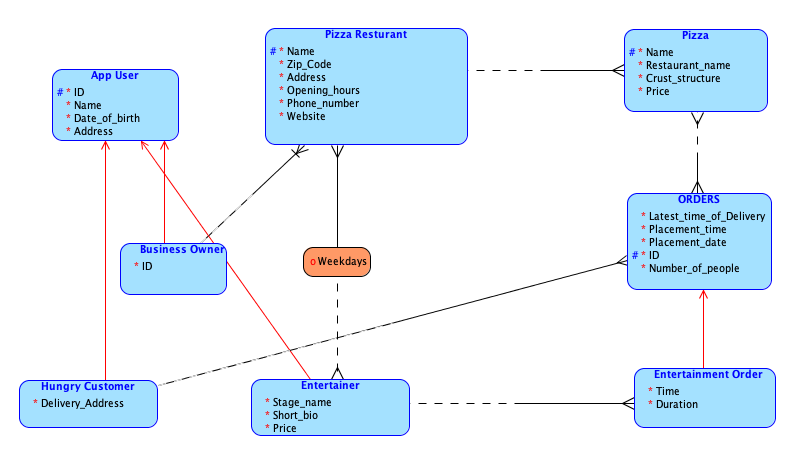 Pizza Resturant
# * Name
* Zip_Code
* Address
* Opening_hours
* Phone_number
* Website
Pizza
# * Name
* Restaurant_name
* Crust_structure
* Price
App User
# * ID
* Name
* Date_of_birth
* Address
ORDERS
* Latest_time_of_Delivery
* Placement_time
* Placement_date
# * ID
* Number_of_people
Business Owner
* ID
o Weekdays
Hungry Customer
* Delivery_Address
Entertainer
* Stage_name
* Short_bio
* Price
Entertainment Order
* Time
* Duration